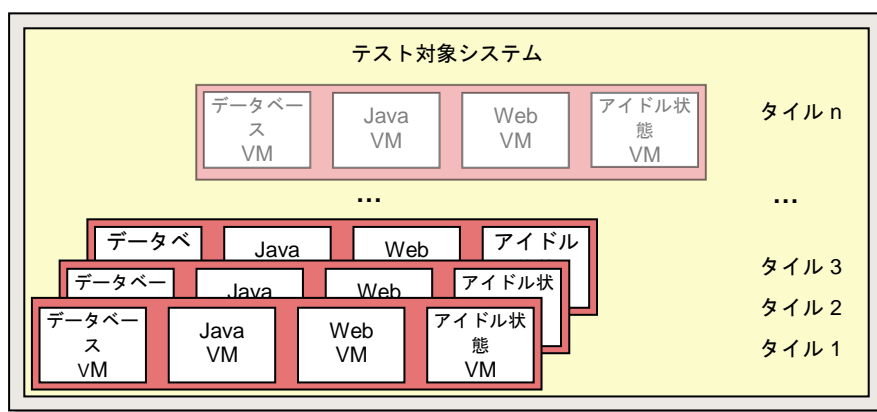 テスト対象システム
データベー
ス
VM
Java
VM
Web
VM
アイドル状
態
VM
タイル n
...
...
データベ
Java
Web
アイドル
タイル 3
データベー
Java
Web
アイドル状
タイル 2
データベース
ス
VM
Java
VM
Web
VM
アイドル状
態
VM
タイル 1